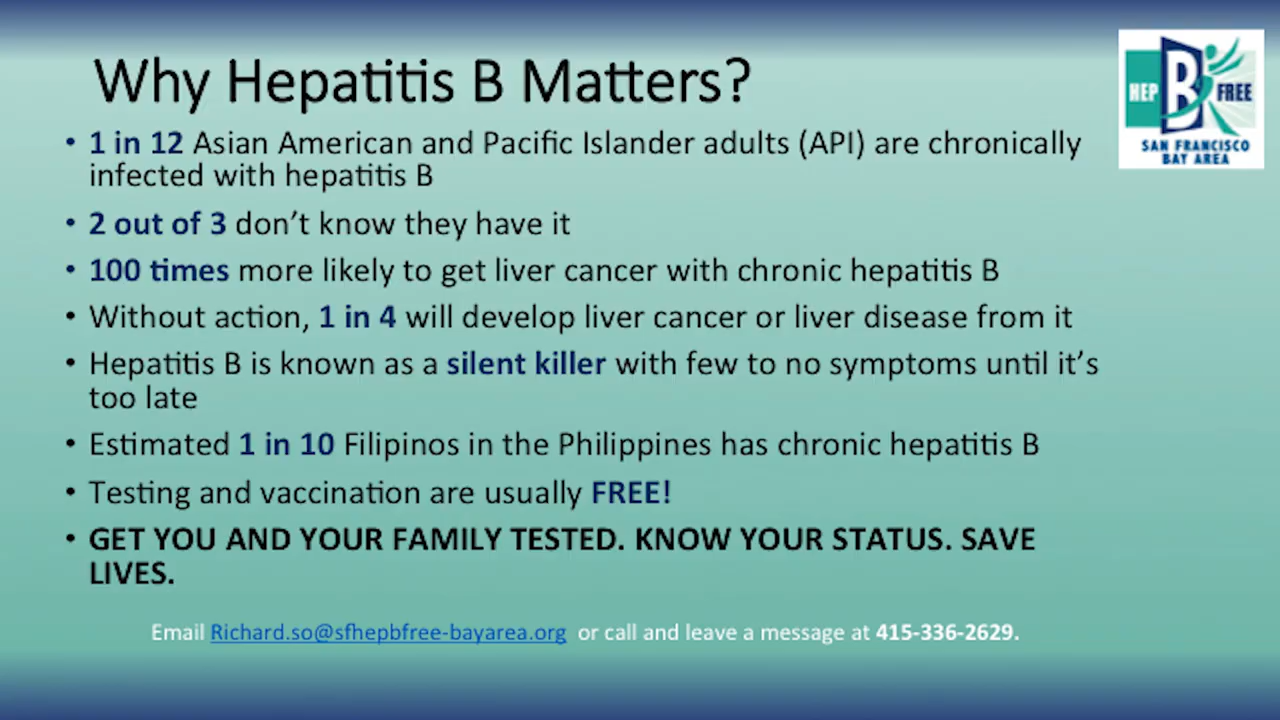 Why Hepatitis B Matters?
HEP B FREE
SAN FRANCISCO
BAY AREA
• 1 in 12 Asian American and Pacific Islander adults (API) are chronically
infected with hepatitis B
• 2 out of 3 don’t know they have it
• 100 times more likely to get liver cancer with chronic hepatitis B
• Without action, 1 in 4 will develop liver cancer or liver disease from it
• Hepatitis B is known as a silent killer with few to no symptoms until it’s
too late
• Estimated 1 in 10 Filipinos in the Philippines has chronic hepatitis B
• Testing and vaccination are usually FREE!
• GET YOU AND YOUR FAMILY TESTED. KNOW YOUR STATUS. SAVE
LIVES.
Email Richard.so@sfhepbfree-bayarea.org or call and leave a message at 415-336-2629.